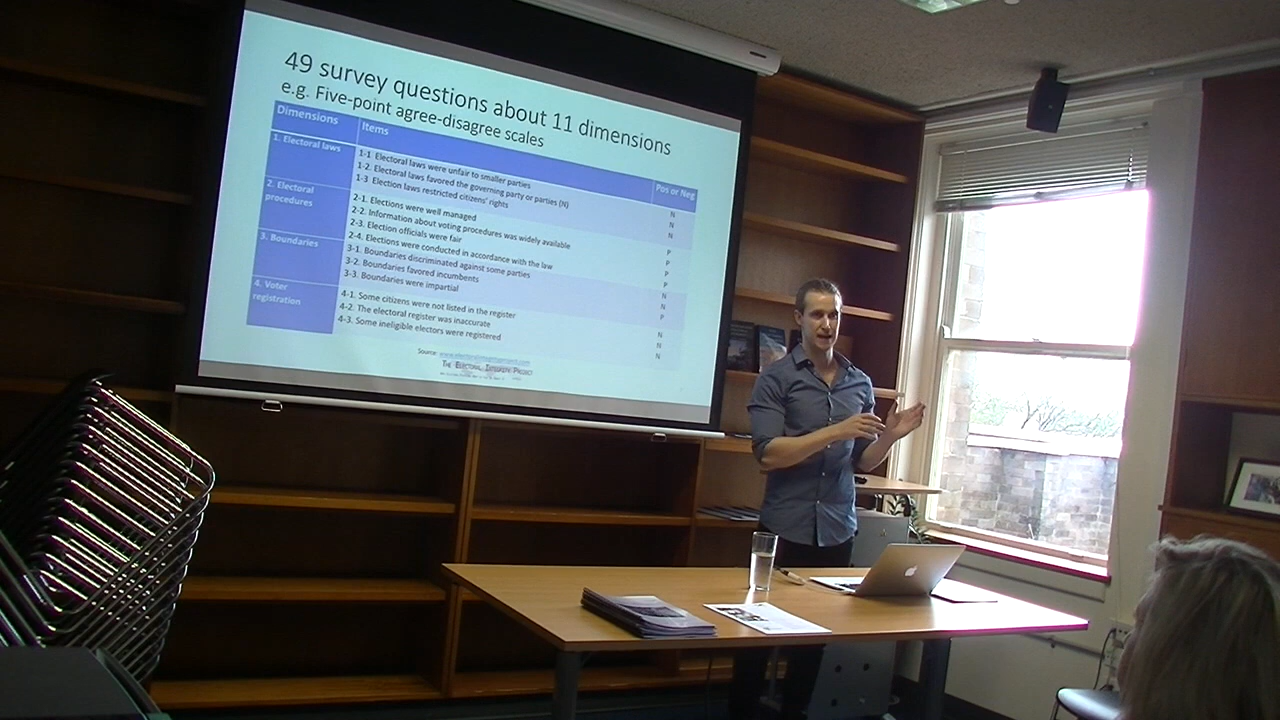 49 survey questions about 11 dimensions
e.g. Five-point agree-disagree scales
Dimensions Items Pos or Neg
1. Electoral laws
1-1 Electoral laws were unfair to smaller parties N
1-2. Electoral laws favored the governing party or parties (N) N
1-3 Election laws restricted citizens' rights N
2. Electoral procedures
2-1. Elections were well managed P
2-2. Information about voting procedures was widely available P
2-3. Election officials were fair P
2-4. Elections were conducted in accordance with the law P
3. Boundaries
3-1. Boundaries discriminated against some parties N
3-2. Boundaries favored incumbents N
3-3. Boundaries were impartial P
4. Voter registration
4-1. Some citizens were not listed in the register N
4-2. The electoral register was inaccurate N
4-3. Some ineligible electors were registered N
Source: www.electoralintegrityproject.com
THE ELECTORAL INTEGRITY PROJECT